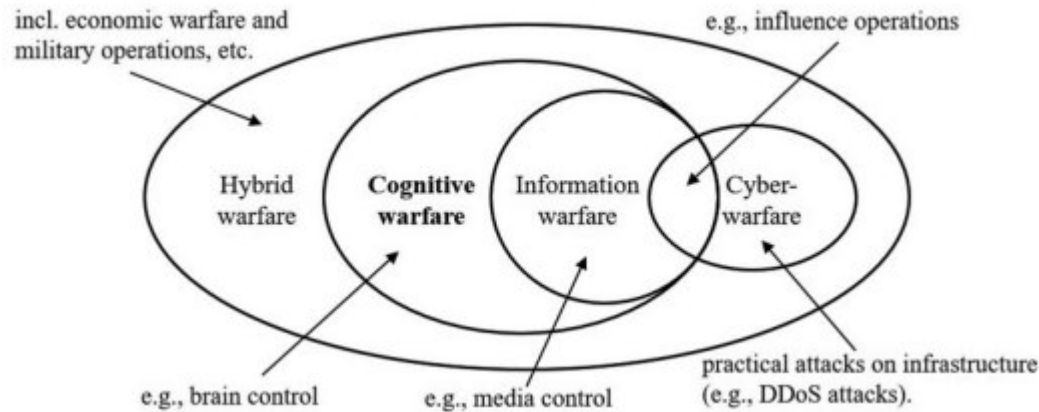 incl. economic warfare and
military operations, etc.
e.g., influence operations
Hybrid
warfare
Cognitive
warfare
Information
warfare
Cyber-
warfare
practical attacks on infrastructure
(e.g., DDoS attacks).
e.g., brain control
e.g., media control